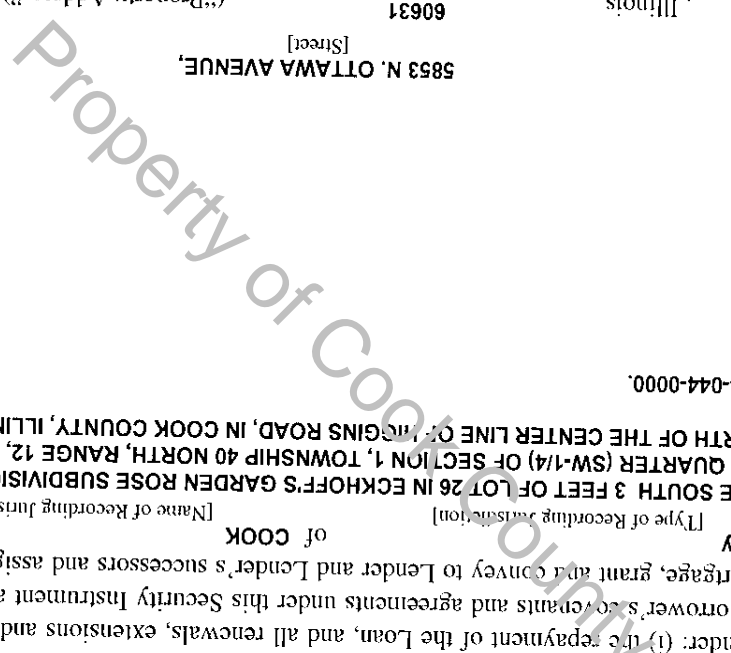 nder: (i) the repayment of the Loan, and all renewals, extensions and
orrower's covenants and agreements under this Security Instrument a
rtgage, grant and convey to Lender and Lender's successors and assig
Y of COOK
[Type of Recording Jurisdiction] [Name of Recording Juris
E SOUTH 3 FEET OF LOT 26 IN ECKHOFF'S GARDEN ROSE SUBDIVISI
QUARTER (SW-1/4) OF SECTION 1, TOWNSHIP 40 NORTH, RANGE 12,
RTH OF THE CENTER LINE OF HIGGINS ROAD, IN COOK COUNTY, ILLI
-044-0000.
5853 N. OTTAWA AVENUE,
[Street]
, Illinois 60631 ("Property Address")
Property of Cook County